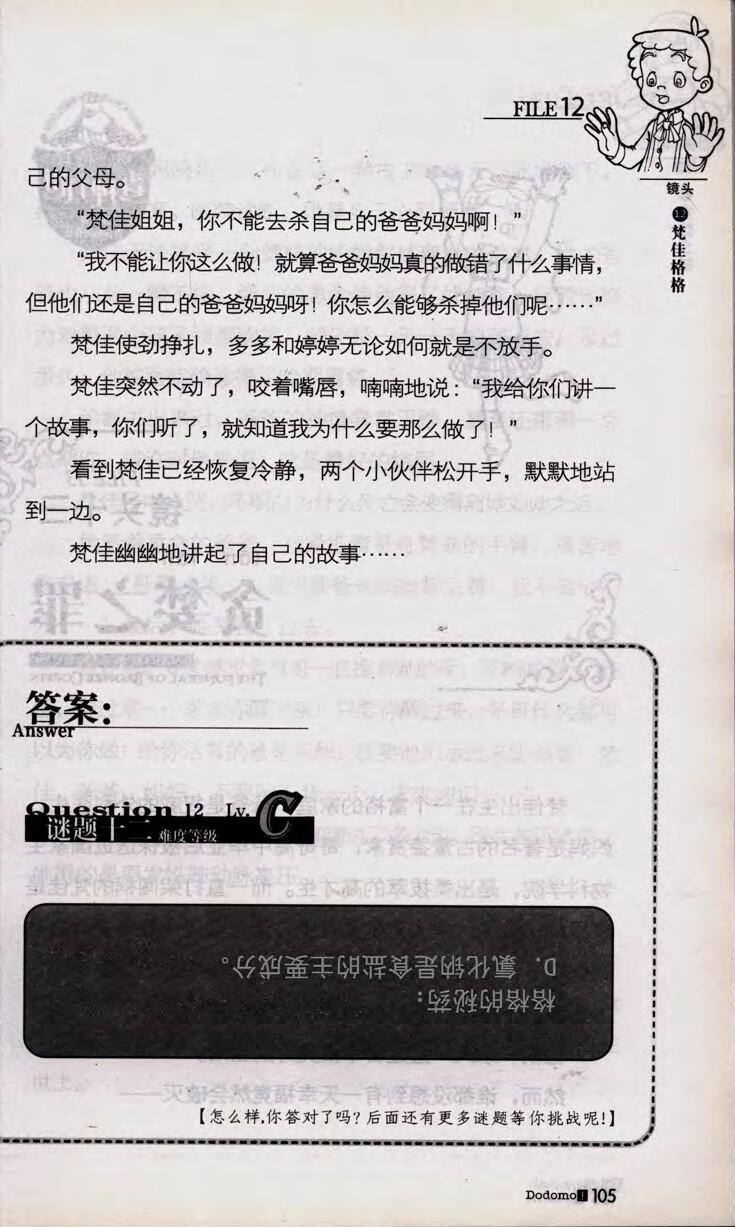 FILE 12
镜头
⑫
梵佳格格
己的父母。
“梵佳姐姐，你不能去杀自己的爸爸妈妈啊！”
“我不能让你这么做！就算爸爸妈妈真的做错了什么事情，
但他们还是自己的爸爸妈妈呀！你怎么能够杀掉他们呢……”
梵佳使劲挣扎，多多和婷婷无论如何就是不放手。
梵佳突然不动了，咬着嘴唇，喃喃地说：“我给你们讲一
个故事，你们听了，就知道我为什么要那么做了！”
看到梵佳已经恢复冷静，两个小伙伴松开手，默默地站
到一边。
梵佳幽幽地讲起了自己的故事……
答案：
Answer
Question 12 Lv. C
谜题十二 难度等级
格格的秘药：
D. 氯化钠是食盐的主要成分。
【怎么样，你答对了吗？后面还有更多谜题等你挑战呢！】
Dodomo 1 105